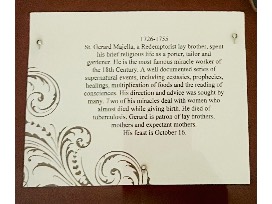 1726-1755
St. Gerard Majella, a Redemptorist lay brother, spent
his brief religious life as a porter, tailor and
gardener. He is the most famous miracle worker of
the 18th Century. A well documented series of
supernatural events, including ecstasies, prophecies,
healings, multiplication of foods and the reading of
consciences. His direction and advice was sought by
many. Two of his miracles deal with women who
almost died while giving birth. He died of
tuberculosis. Gerard is patron of lay brothers,
mothers and expectant mothers.
His feast is October 16.